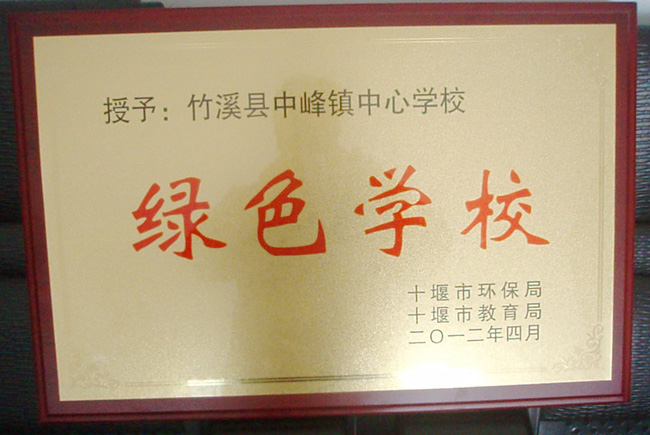 授予：竹溪县中峰镇中心学校
绿色学校
十堰市环保局
十堰市教育局
二〇一二年四月